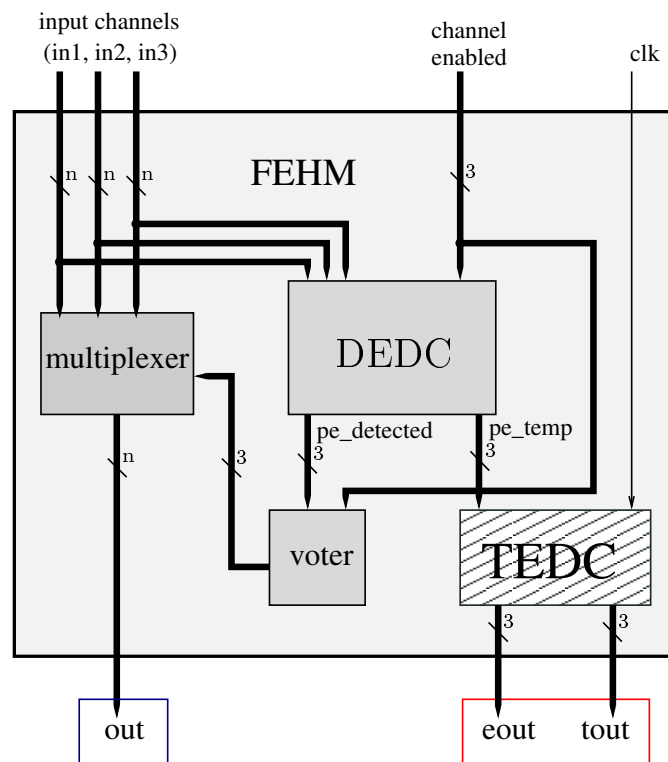 input channels
(in1, in2, in3)
channel
enabled
clk
n
n
n
FEHM
3
multiplexer
DEDC
pe_detected
pe_temp
n
3
3
3
voter
TEDC
3
3
out
eout
tout